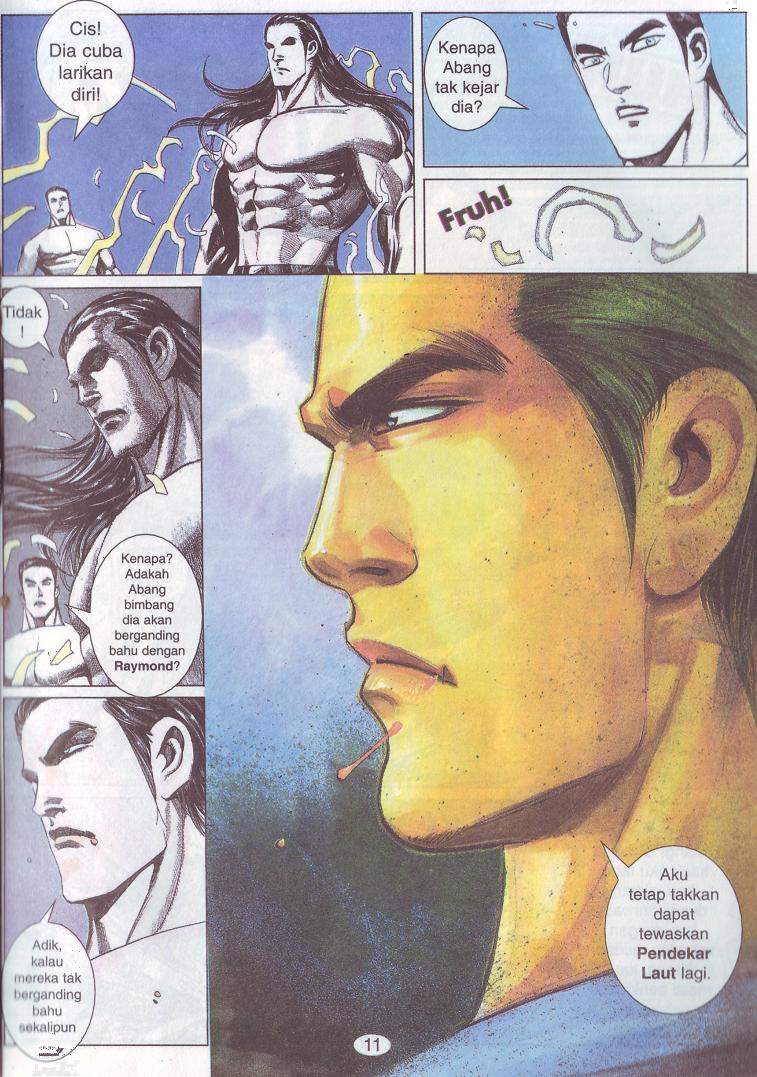 Cis!
Dia cuba
larikan
diri!
Kenapa
Abang
tak kejar
dia?
Fruh!
Tidak
!
Kenapa?
Adakah
Abang
bimbang
dia akan
berganding
bahu dengan
Raymond?
Adik,
kalau
mereka tak
berganding
bahu
sekalipun
Aku
tetap takkan
dapat
tewaskan
Pendekar
Laut lagi.
11